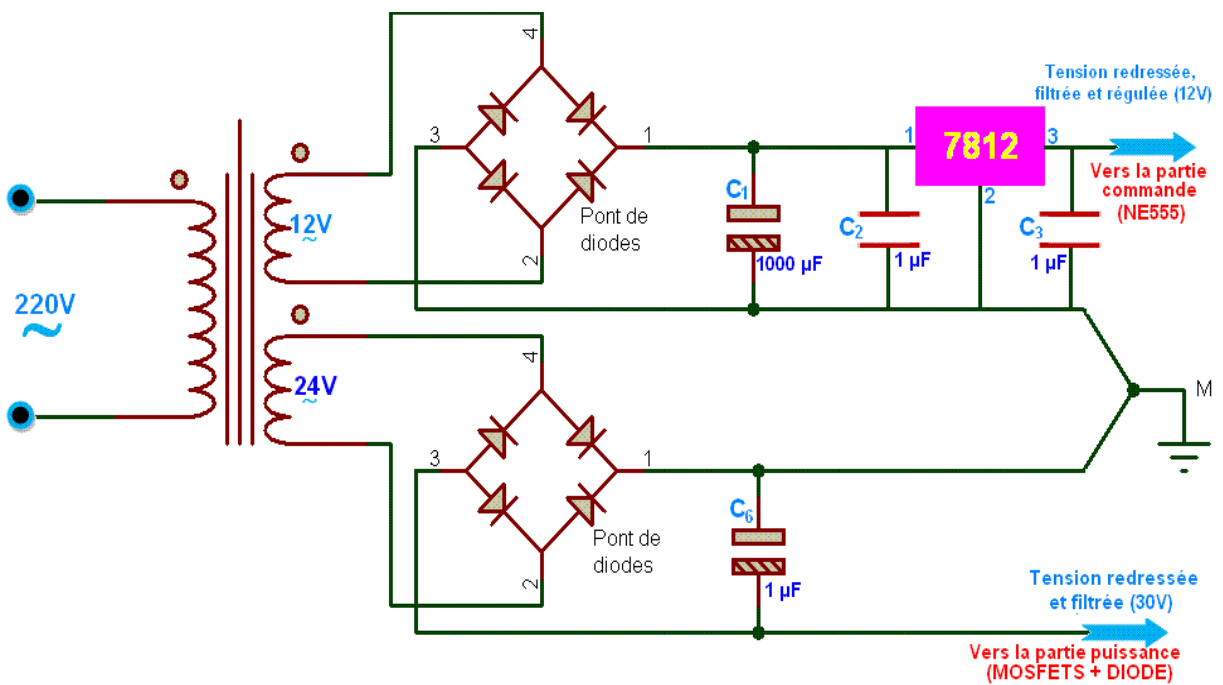 4
Tension redressée,
filtrée et régulée (12V)
3
1
1
7812
3
Vers la partie
commande
(NE555)
C1
2
12V
~
Pont de
diodes
C2
C3
2
1000 µF
1 µF
1 µF
220V
~
4
24V
~
M
3
1
C6
Pont de
diodes
2
1 µF
Tension redressée
et filtrée (30V)
Vers la partie puissance
(MOSFETS + DIODE)